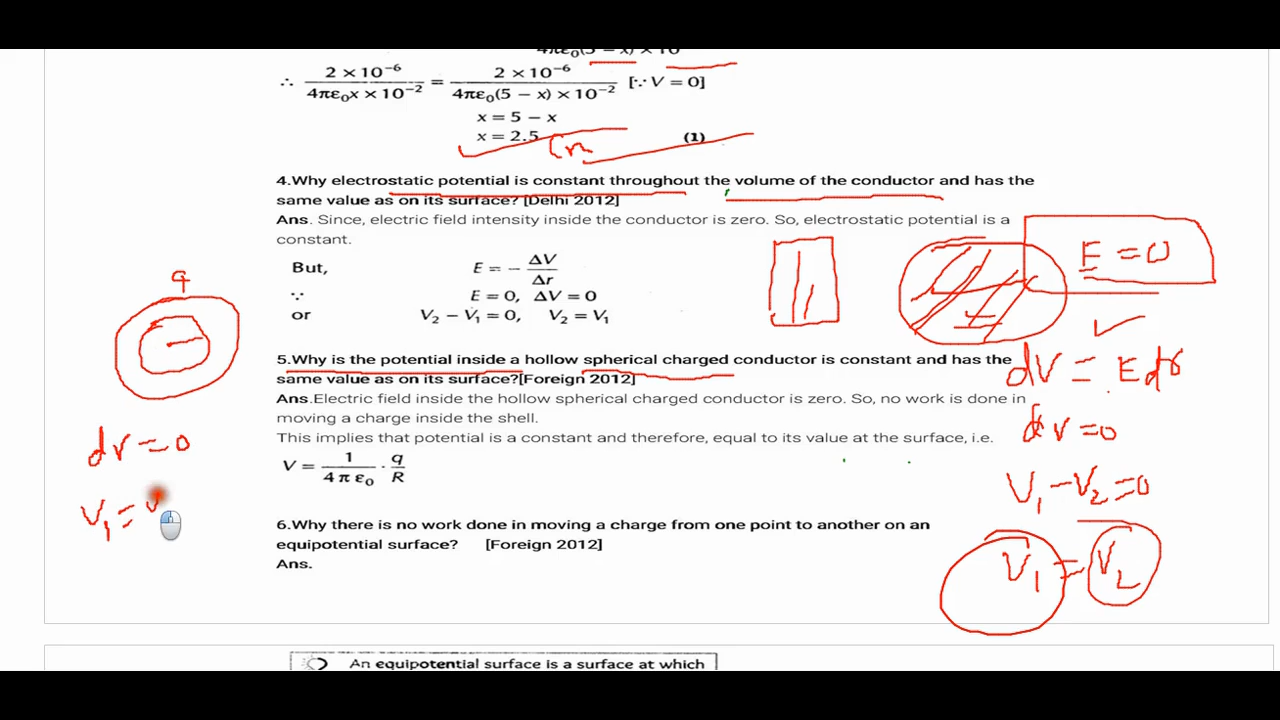 4πε₀(5 − x) × 10
∴ 2 × 10⁻⁶ / 4πε₀x × 10⁻² = 2 × 10⁻⁶ / 4πε₀(5 − x) × 10⁻² [∵ V = 0]
x = 5 − x
x = 2.5 Cm (1)
4.Why electrostatic potential is constant throughout the volume of the conductor and has the
same value as on its surface? [Delhi 2012]
Ans. Since, electric field intensity inside the conductor is zero. So, electrostatic potential is a
constant.
But, E = − ΔV / Δr
∵ E = 0, ΔV = 0
or V₂ − V₁ = 0, V₂ = V₁
E = 0
dV = E dr
dV = 0
V₁ − V₂ = 0
V₁ = V₂
q
dV = 0
V₁ = V
5.Why is the potential inside a hollow spherical charged conductor is constant and has the
same value as on its surface?[Foreign 2012]
Ans.Electric field inside the hollow spherical charged conductor is zero. So, no work is done in
moving a charge inside the shell.
This implies that potential is a constant and therefore, equal to its value at the surface, i.e.
V = 1 / 4 π ε₀ · q / R
6.Why there is no work done in moving a charge from one point to another on an
equipotential surface? [Foreign 2012]
Ans.
An equipotential surface is a surface at which